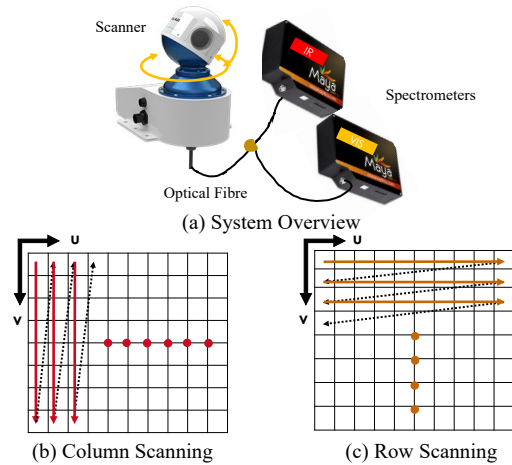 Scanner
IR
Maya
Spectrometers
VIS
Maya
Optical Fibre
(a) System Overview
U
V
U
V
(b) Column Scanning
(c) Row Scanning